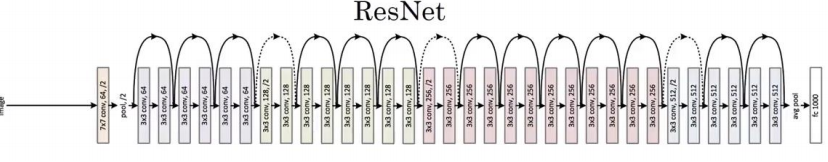 ResNet
image
7x7 conv, 64, /2
pool, /2
3x3 conv, 64
3x3 conv, 64
3x3 conv, 64
3x3 conv, 64
3x3 conv, 64
3x3 conv, 64
3x3 conv, 128, /2
3x3 conv, 128
3x3 conv, 128
3x3 conv, 128
3x3 conv, 128
3x3 conv, 128
3x3 conv, 128
3x3 conv, 128
3x3 conv, 256, /2
3x3 conv, 256
3x3 conv, 256
3x3 conv, 256
3x3 conv, 256
3x3 conv, 256
3x3 conv, 256
3x3 conv, 256
3x3 conv, 256
3x3 conv, 256
3x3 conv, 256
3x3 conv, 256
3x3 conv, 512, /2
3x3 conv, 512
3x3 conv, 512
3x3 conv, 512
3x3 conv, 512
3x3 conv, 512
avg pool
fc 1000